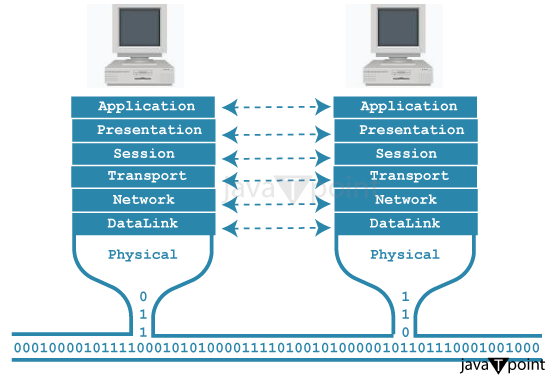 Application Application
Presentation Presentation
Session Session
Transport Transport
javaTpoint
Network Network
DataLink DataLink
Physical Physical
0 1
1 1
1 0
javaTpoint